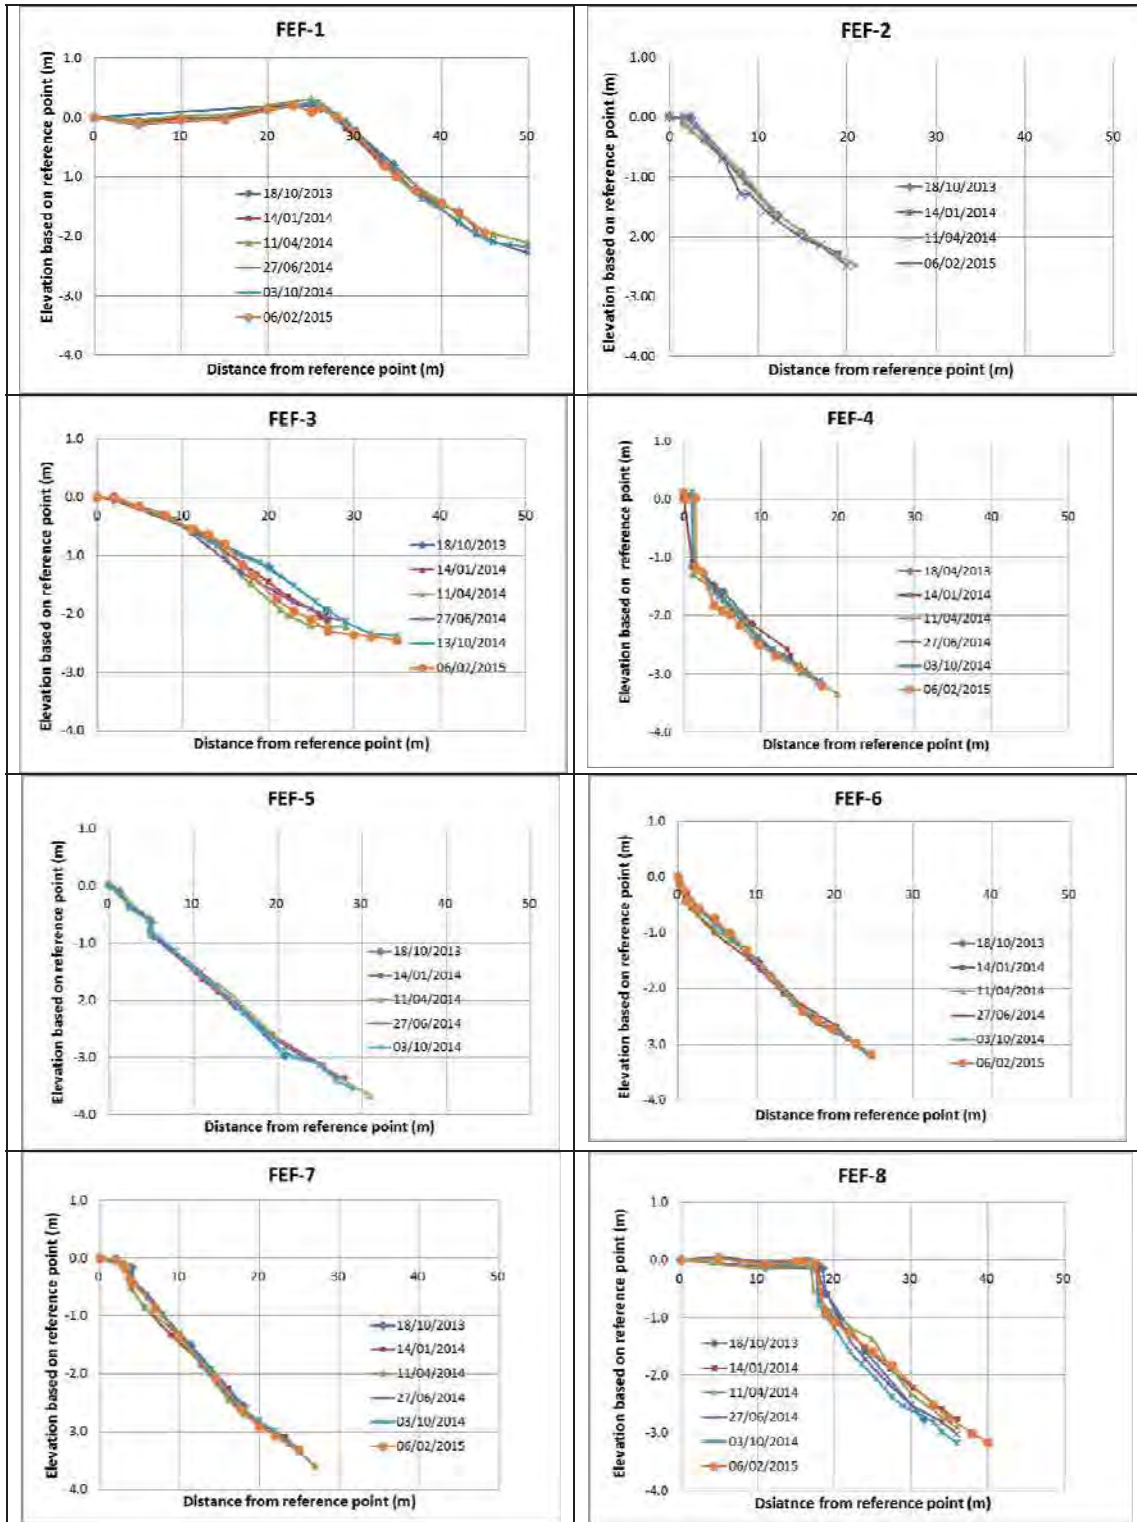 FEF-1
Elevation based on reference point (m)
1.0
0.0
-1.0
-2.0
-3.0
-4.0
0 10 20 30 40 50
18/10/2013
14/01/2014
11/04/2014
27/06/2014
03/10/2014
06/02/2015
Distance from reference point (m)
FEF-2
Elevation based on reference point (m)
1.00
0.00
-1.00
-2.00
-3.00
-4.00
0 10 20 30 40 50
18/10/2013
14/01/2014
11/04/2014
06/02/2015
Distance from reference point (m)
FEF-3
Elevation based on reference point (m)
1.0
0.0
-1.0
-2.0
-3.0
-4.0
0 10 20 30 40 50
18/10/2013
14/01/2014
11/04/2014
27/06/2014
13/10/2014
06/02/2015
Distance from reference point (m)
FEF-4
Elevation based on reference point (m)
1.0
0.0
-1.0
-2.0
-3.0
-4.0
0 10 20 30 40 50
18/04/2013
14/01/2014
11/04/2014
27/06/2014
03/10/2014
06/02/2015
Distance from reference point (m)
FEF-5
Elevation based on reference point (m)
1.0
0.0
-1.0
-2.0
-3.0
-4.0
0 10 20 30 40 50
18/10/2013
14/01/2014
11/04/2014
27/06/2014
03/10/2014
Distance from reference point (m)
FEF-6
Elevation based on reference point (m)
1.0
0.0
-1.0
-2.0
-3.0
-4.0
0 10 20 30 40 50
18/10/2013
14/01/2014
11/04/2014
27/06/2014
03/10/2014
06/02/2015
Distance from reference point (m)
FEF-7
Elevation based on reference point (m)
1.0
0.0
-1.0
-2.0
-3.0
-4.0
0 10 20 30 40 50
18/10/2013
14/01/2014
11/04/2014
27/06/2014
03/10/2014
06/02/2015
Distance from reference point (m)
FEF-8
Elevation based on reference point (m)
1.0
0.0
-1.0
-2.0
-3.0
-4.0
0 10 20 30 40 50
18/10/2013
14/01/2014
11/04/2014
27/06/2014
03/10/2014
06/02/2015
Dsiatnce from reference point (m)